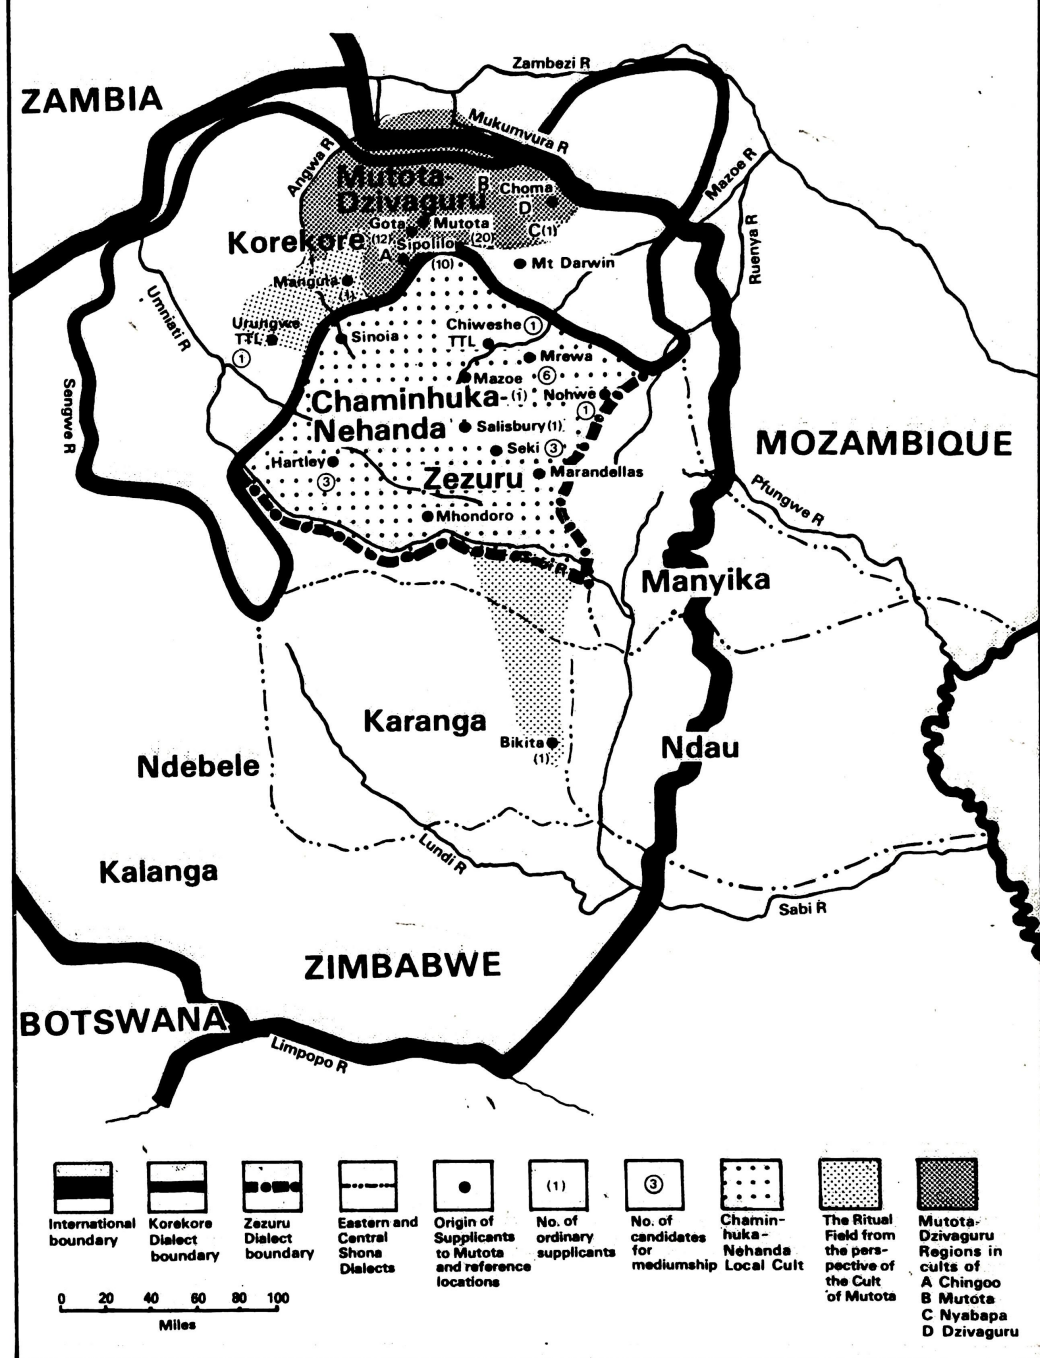 Zambezi R
ZAMBIA
Mukumvura R
Angwa R
Mazoe R
Mutota-
Dzivaguru
B
Choma
D
C(1)
Gota
(12)
Mutota
(20)
Korekore
Sipolilo
A
(10)
Mt Darwin
Ruenya R
Mangula
(1)
Umniati R
Urungwe
TTL
(1)
Sinoia
Chiweshe (1)
TTL
Mrewa
(6)
Mazoe
(1)
Nohwe
(1)
Sengwe R
Chaminhuka-
Nehanda
Salisbury (1)
Seki (3)
MOZAMBIQUE
Hartley
(3)
Zezuru
Marandellas
Pfungwe R
Mhondoro
Sabi R
Manyika
Karanga
Bikita
(1)
Ndau
Ndebele
Lundi R
Kalanga
Sabi R
ZIMBABWE
BOTSWANA
Limpopo R
(1)
3
International
boundary
Korekore
Dialect
boundary
Zezuru
Dialect
boundary
Eastern and
Central
Shona
Dialects
Origin of
Supplicants
to Mutota
and reference
locations
No. of
ordinary
supplicants
No. of
candidates
for
mediumship
Chamin-
huka-
Nehanda
Local Cult
The Ritual
Field from
the pers-
pective of
the Cult
of Mutota
Mutota-
Dzivaguru
Regions in
cults of
A Chingoo
B Mutota
C Nyabapa
D Dzivaguru
0 20 40 60 80 100
Miles